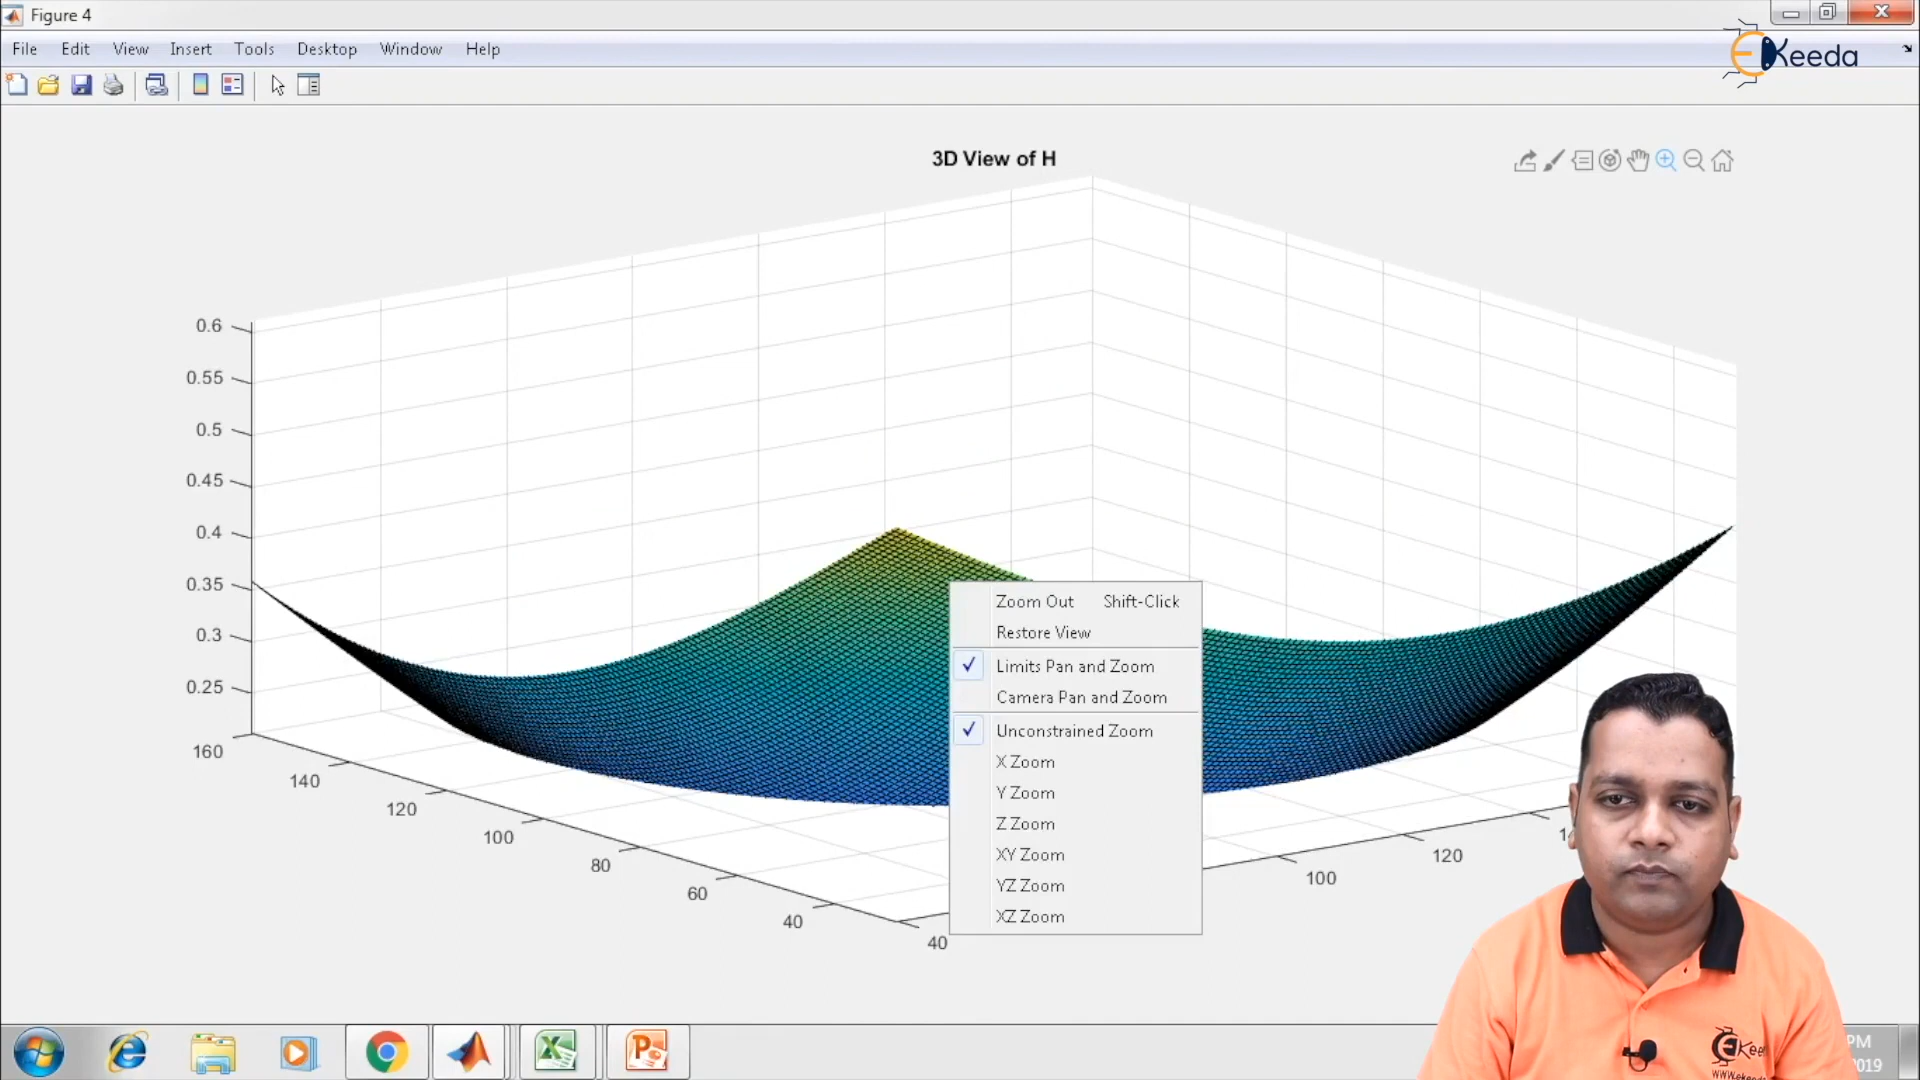 Figure 4
File Edit View Insert Tools Desktop Window Help
EKeeda
3D View of H
0.6
0.55
0.5
0.45
0.4
0.35
0.3
0.25
160
140
120
100
80
60
40
40
100
120
Zoom Out Shift-Click
Restore View
Limits Pan and Zoom
Camera Pan and Zoom
Unconstrained Zoom
X Zoom
Y Zoom
Z Zoom
XY Zoom
YZ Zoom
XZ Zoom
PM
2019